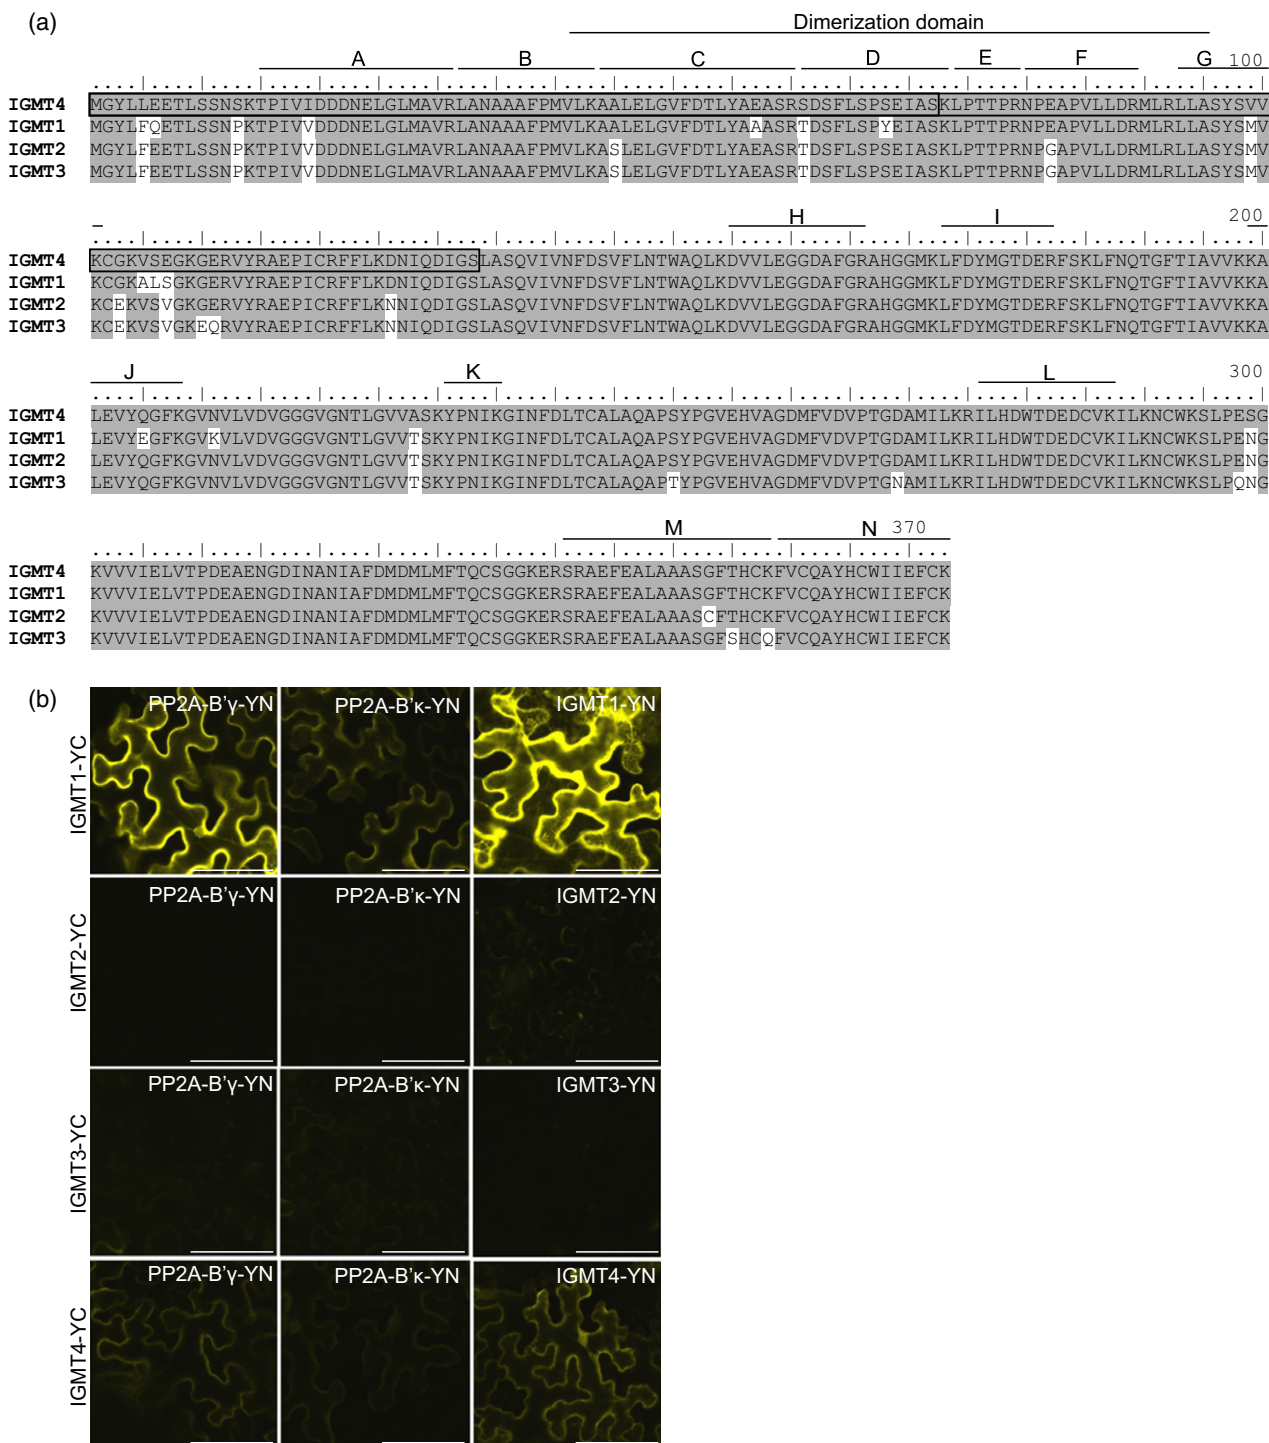 (a)
Dimerization domain
A B C D E F G 100
IGMT4 MGYLLEETLSSNSKTPIVIDDDNELGLMAVRLANAAAFPMVLKAALELGVFDTLYAEASRSDSFLSPSEIASKLPTTPRNPEAPVLLDRMLRLLASYSVV
IGMT1 MGYLFQETLSSNPKTPIVVDDDNELGLMAVRLANAAAFPMVLKAALELGVFDTLYAAASRTDSFLSPYEIASKLPTTPRNPEAPVLLDRMLRLLASYSMV
IGMT2 MGYLFEETLSSNPKTPIVVDDDNELGLMAVRLANAAAFPMVLKASLELGVFDTLYAEASRTDSFLSPSEIASKLPTTPRNPGAPVLLDRMLRLLASYSMV
IGMT3 MGYLFEETLSSNPKTPIVVDDDNELGLMAVRLANAAAFPMVLKASLELGVFDTLYAEASRTDSFLSPSEIASKLPTTPRNPGAPVLLDRMLRLLASYSMV
H I 200
IGMT4 KCGKVSEGKGERVYRAEPICRFFLKDNIQDIGSLASQVIVNFDSVFLNTWAQLKDVVLEGGDAFGRAHGGMKLFDYMGTDERFSKLFNQTGFTIAVVKKA
IGMT1 KCGKALSGKGERVYRAEPICRFFLKDNIQDIGSLASQVIVNFDSVFLNTWAQLKDVVLEGGDAFGRAHGGMKLFDYMGTDERFSKLFNQTGFTIAVVKKA
IGMT2 KCEKVSVGKGERVYRAEPICRFFLKNNIQDIGSLASQVIVNFDSVFLNTWAQLKDVVLEGGDAFGRAHGGMKLFDYMGTDERFSKLFNQTGFTIAVVKKA
IGMT3 KCEKVSVGKEQRVYRAEPICRFFLKNNIQDIGSLASQVIVNFDSVFLNTWAQLKDVVLEGGDAFGRAHGGMKLFDYMGTDERFSKLFNQTGFTIAVVKKA
J K L 300
IGMT4 LEVYQGFKGVNVLVDVGGGVGNTLGVVASKYPNIKGINFDLTCALAQAPSYPGVEHVAGDMFVDVPTGDAMILKRILHDWTDEDCVKILKNCWKSLPESG
IGMT1 LEVYEGFKGVKVLVDVGGGVGNTLGVVTSKYPNIKGINFDLTCALAQAPSYPGVEHVAGDMFVDVPTGDAMILKRILHDWTDEDCVKILKNCWKSLPENG
IGMT2 LEVYQGFKGVNVLVDVGGGVGNTLGVVTSKYPNIKGINFDLTCALAQAPSYPGVEHVAGDMFVDVPTGDAMILKRILHDWTDEDCVKILKNCWKSLPENG
IGMT3 LEVYQGFKGVNVLVDVGGGVGNTLGVVTSKYPNIKGINFDLTCALAQAPTYPGVEHVAGDMFVDVPTGNAMILKRILHDWTDEDCVKILKNCWKSLPQNG
M N 370
IGMT4 KVVVIELVTPDEAENGDINANIAFDMDMLMFTQCSGGKERSRAEFEALAAASGFTHCKFVCQAYHCWIIEFCK
IGMT1 KVVVIELVTPDEAENGDINANIAFDMDMLMFTQCSGGKERSRAEFEALAAASGFTHCKFVCQAYHCWIIEFCK
IGMT2 KVVVIELVTPDEAENGDINANIAFDMDMLMFTQCSGGKERSRAEFEALAAASCFTHCKFVCQAYHCWIIEFCK
IGMT3 KVVVIELVTPDEAENGDINANIAFDMDMLMFTQCSGGKERSRAEFEALAAASGFSHCQFVCQAYHCWIIEFCK
(b)
IGMT1-YC
PP2A-B'γ-YN PP2A-B'κ-YN IGMT1-YN
IGMT2-YC
PP2A-B'γ-YN PP2A-B'κ-YN IGMT2-YN
IGMT3-YC
PP2A-B'γ-YN PP2A-B'κ-YN IGMT3-YN
IGMT4-YC
PP2A-B'γ-YN PP2A-B'κ-YN IGMT4-YN